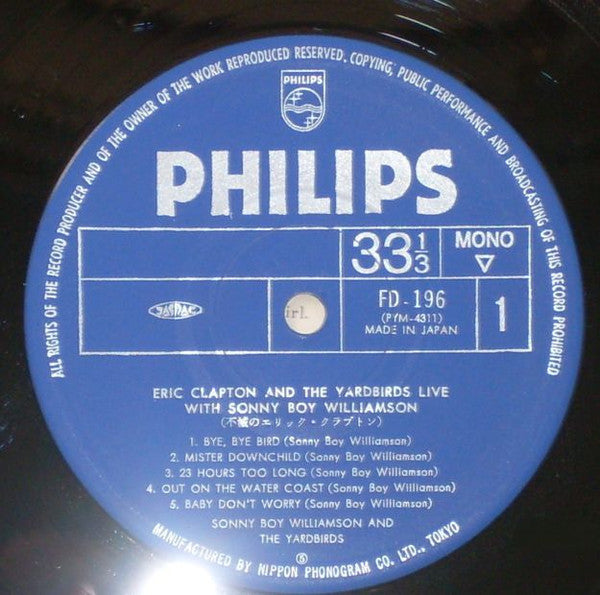 ALL RIGHTS OF THE RECORD PRODUCER AND OF THE OWNER OF THE WORK REPRODUCED RESERVED. COPYING, PUBLIC PERFORMANCE AND BROADCASTING OF THIS RECORD PROHIBITED
PHILIPS
PHILIPS
33 1/3
MONO
▽
JASRAC
irl.
FD-196
(PYM-4311)
MADE IN JAPAN
1
ERIC CLAPTON AND THE YARDBIRDS LIVE
WITH SONNY BOY WILLIAMSON
(不滅のエリック・クラプトン)
1. BYE, BYE BIRD (Sonny Boy Williamson)
2. MISTER DOWNCHILD (Sonny Boy Williamson)
3. 23 HOURS TOO LONG (Sonny Boy Williamson)
4. OUT ON THE WATER COAST (Sonny Boy Williamson)
5. BABY DON'T WORRY (Sonny Boy Williamson)
SONNY BOY WILLIAMSON AND
THE YARDBIRDS
Ⓢ
MANUFACTURED BY NIPPON PHONOGRAM CO. LTD., TOKYO